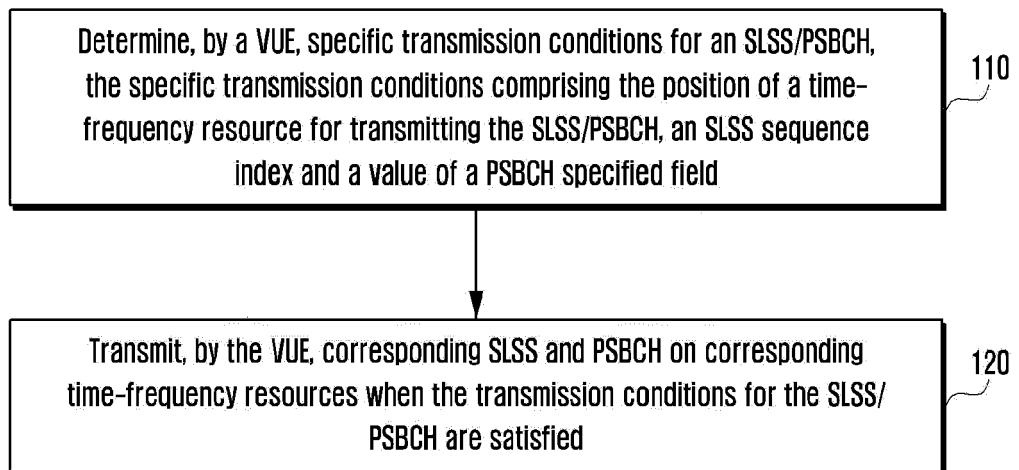 Determine, by a VUE, specific transmission conditions for an SLSS/PSBCH,
the specific transmission conditions comprising the position of a time-
frequency resource for transmitting the SLSS/PSBCH, an SLSS sequence
index and a value of a PSBCH specified field
110
Transmit, by the VUE, corresponding SLSS and PSBCH on corresponding
time-frequency resources when the transmission conditions for the SLSS/
PSBCH are satisfied
120